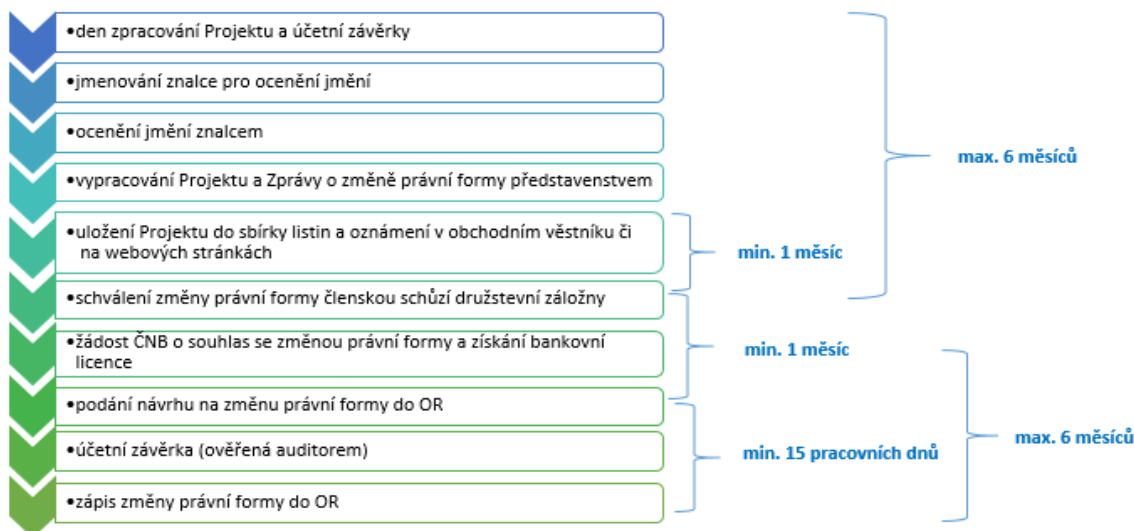 •den zpracování Projektu a účetní závěrky
•jmenování znalce pro ocenění jmění
•ocenění jmění znalcem
max. 6 měsíců
•vypracování Projektu a Zprávy o změně právní formy představenstvem
•uložení Projektu do sbírky listin a oznámení v obchodním věstníku či
na webových stránkách
min. 1 měsíc
•schválení změny právní formy členskou schůzí družstevní záložny
•žádost ČNB o souhlas se změnou právní formy a získání bankovní
licence
min. 1 měsíc
•podání návrhu na změnu právní formy do OR
max. 6 měsíců
•účetní závěrka (ověřená auditorem)
min. 15 pracovních dnů
•zápis změny právní formy do OR